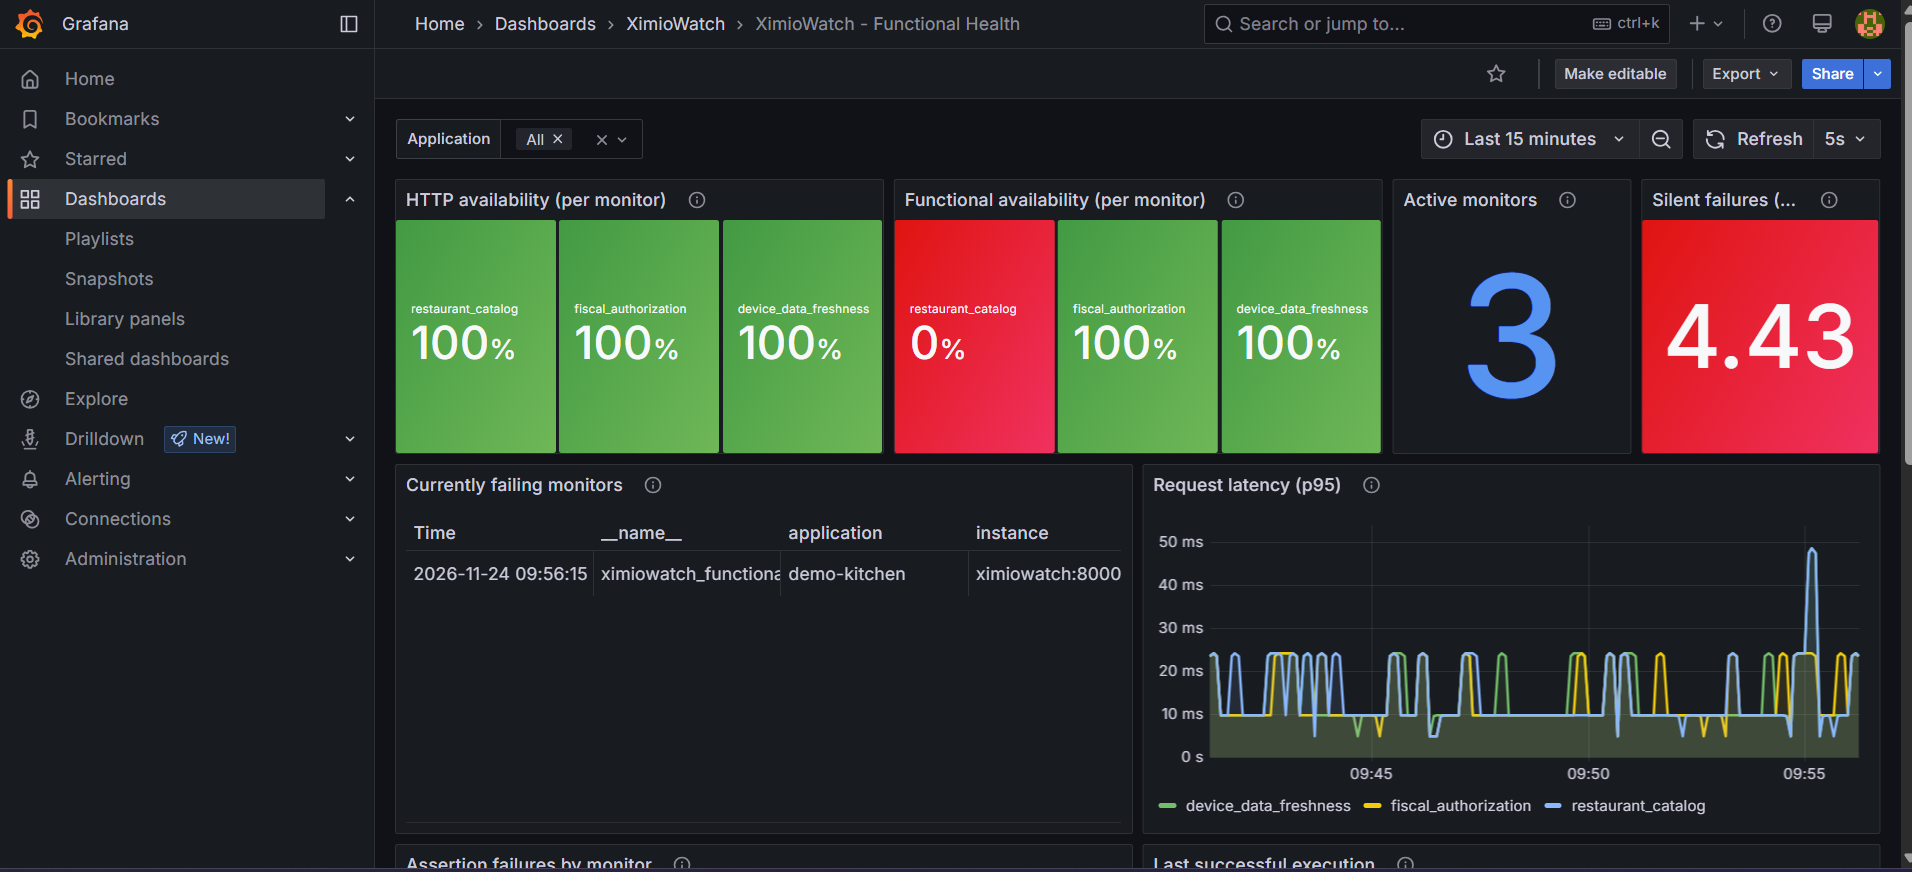 Grafana
Home
Bookmarks
Starred
Dashboards
Playlists
Snapshots
Library panels
Shared dashboards
Explore
Drilldown New!
Alerting
Connections
Administration
Home › Dashboards › XimioWatch › XimioWatch - Functional Health
Search or jump to... ctrl+k
Make editable Export Share
Application All
Last 15 minutes Refresh 5s
HTTP availability (per monitor)
restaurant_catalog
100%
fiscal_authorization
100%
device_data_freshness
100%
Functional availability (per monitor)
restaurant_catalog
0%
fiscal_authorization
100%
device_data_freshness
100%
Active monitors
3
Silent failures (...
4.43
Currently failing monitors
Time __name__ application instance
2026-11-24 09:56:15 ximiowatch_functiona demo-kitchen ximiowatch:8000
Request latency (p95)
50 ms
40 ms
30 ms
20 ms
10 ms
0 s
09:45 09:50 09:55
device_data_freshness fiscal_authorization restaurant_catalog
Assertion failures by monitor
Last successful execution